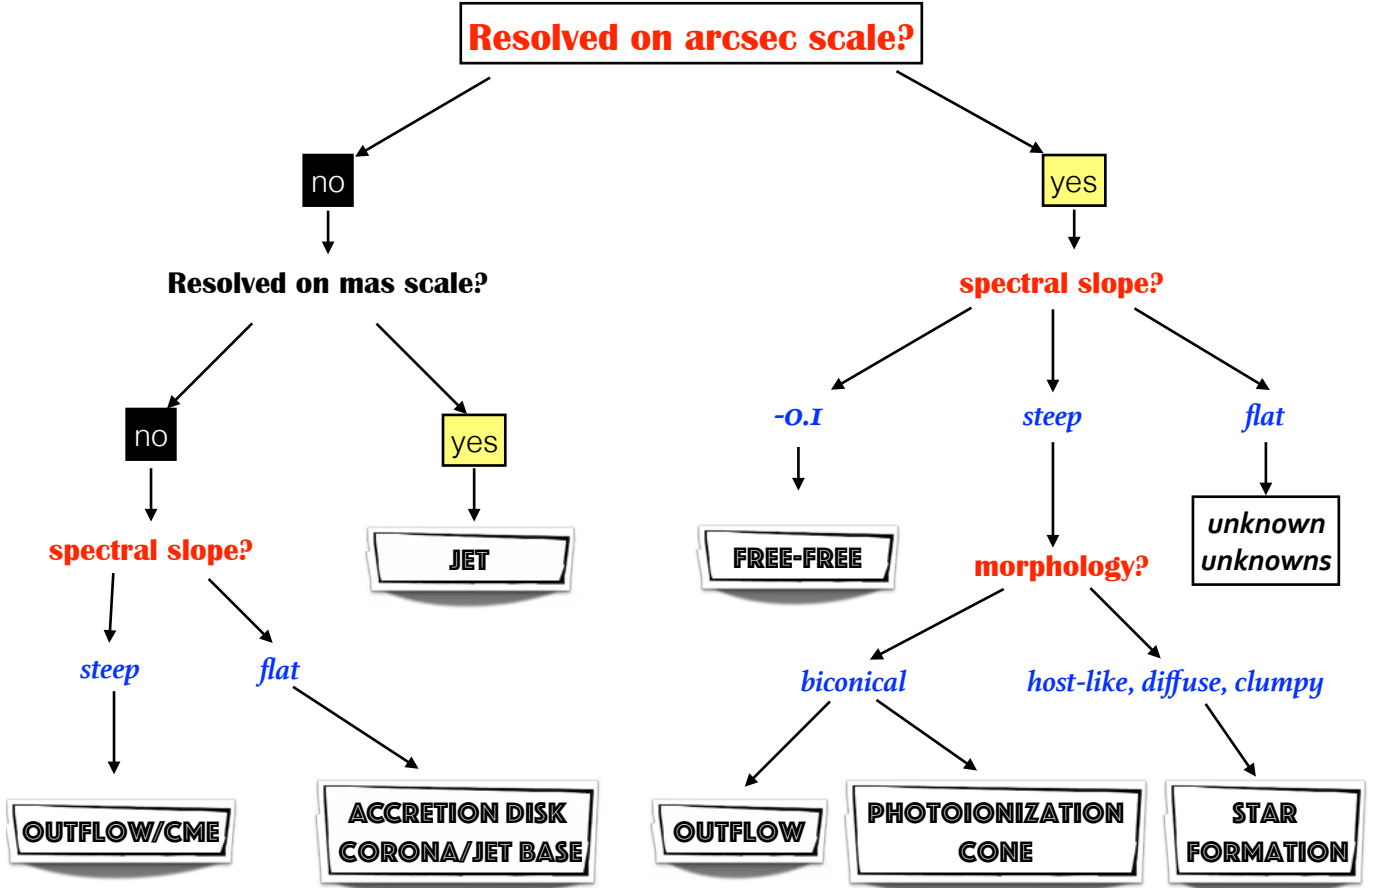 Resolved on arcsec scale?
no
yes
Resolved on mas scale?
spectral slope?
no
yes
-0.1
steep
flat
spectral slope?
JET
FREE-FREE
morphology?
unknown
unknowns
steep
flat
biconical
host-like, diffuse, clumpy
OUTFLOW/CME
ACCRETION DISK
CORONA/JET BASE
OUTFLOW
PHOTOIONIZATION
CONE
STAR
FORMATION